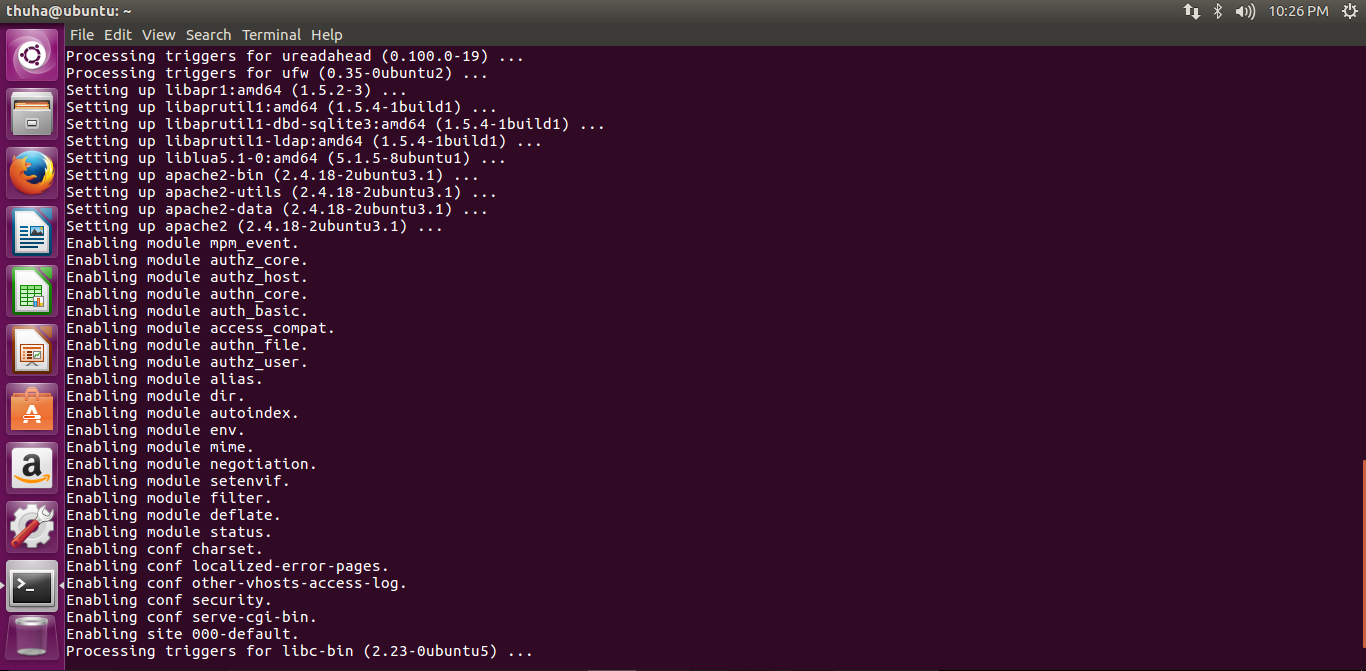 thuha@ubuntu: ~
10:26 PM
File Edit View Search Terminal Help
Processing triggers for ureadahead (0.100.0-19) ...
Processing triggers for ufw (0.35-0ubuntu2) ...
Setting up libapr1:amd64 (1.5.2-3) ...
Setting up libaprutil1:amd64 (1.5.4-1build1) ...
Setting up libaprutil1-dbd-sqlite3:amd64 (1.5.4-1build1) ...
Setting up libaprutil1-ldap:amd64 (1.5.4-1build1) ...
Setting up liblua5.1-0:amd64 (5.1.5-8ubuntu1) ...
Setting up apache2-bin (2.4.18-2ubuntu3.1) ...
Setting up apache2-utils (2.4.18-2ubuntu3.1) ...
Setting up apache2-data (2.4.18-2ubuntu3.1) ...
Setting up apache2 (2.4.18-2ubuntu3.1) ...
Enabling module mpm_event.
Enabling module authz_core.
Enabling module authz_host.
Enabling module authn_core.
Enabling module auth_basic.
Enabling module access_compat.
Enabling module authn_file.
Enabling module authz_user.
Enabling module alias.
Enabling module dir.
Enabling module autoindex.
Enabling module env.
Enabling module mime.
Enabling module negotiation.
Enabling module setenvif.
Enabling module filter.
Enabling module deflate.
Enabling module status.
Enabling conf charset.
Enabling conf localized-error-pages.
Enabling conf other-vhosts-access-log.
Enabling conf security.
Enabling conf serve-cgi-bin.
Enabling site 000-default.
Processing triggers for libc-bin (2.23-0ubuntu5) ...